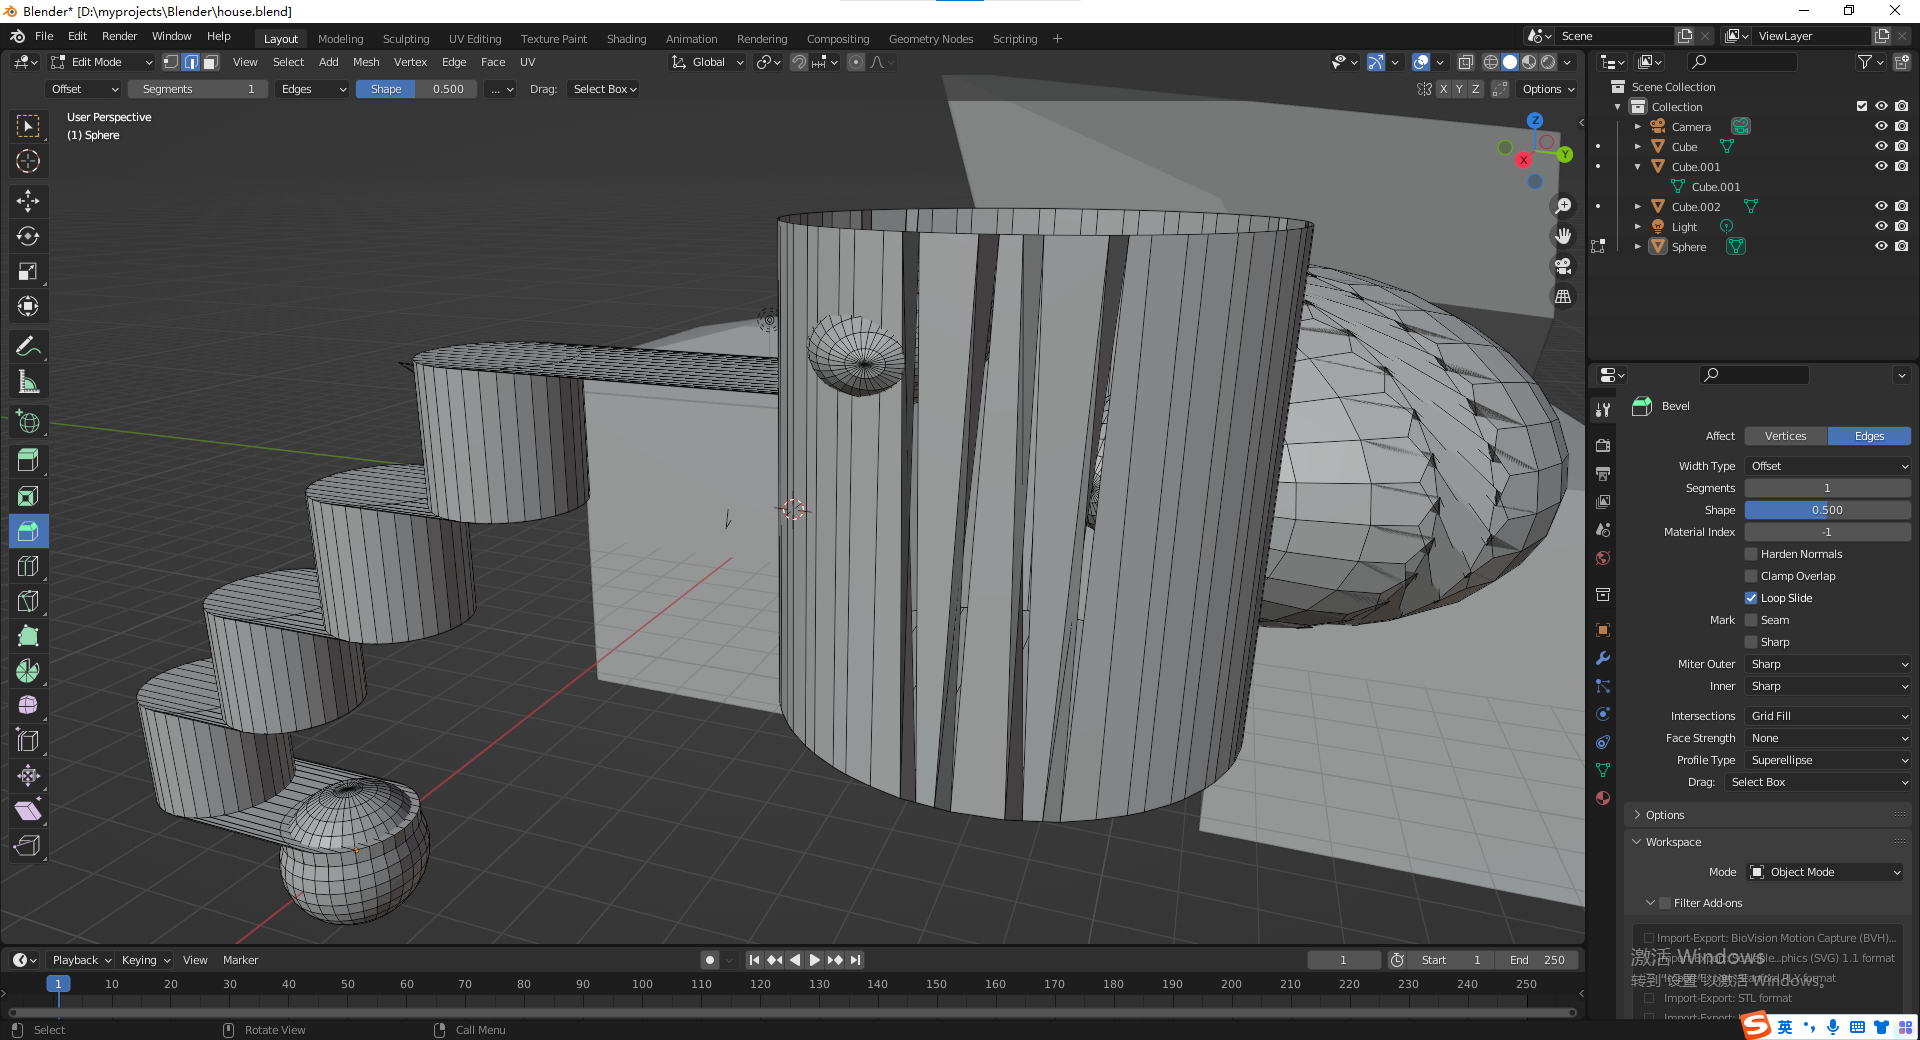 Blender* [D:\myprojects\Blender\house.blend]
File Edit Render Window Help
Layout Modeling Sculpting UV Editing Texture Paint Shading Animation Rendering Compositing Geometry Nodes Scripting +
Scene
ViewLayer
Edit Mode View Select Add Mesh Vertex Edge Face UV
Global
Offset Segments 1 Edges Shape 0.500 ... Drag: Select Box
X Y Z Options
User Perspective
(1) Sphere
Z
Y
X
Scene Collection
Collection
Camera
Cube
Cube.001
Cube.001
Cube.002
Light
Sphere
Bevel
Affect Vertices Edges
Width Type Offset
Segments 1
Shape 0.500
Material Index -1
Harden Normals
Clamp Overlap
Loop Slide
Mark Seam
Sharp
Miter Outer Sharp
Inner Sharp
Intersections Grid Fill
Face Strength None
Profile Type Superellipse
Drag: Select Box
Options
Workspace
Mode Object Mode
Filter Add-ons
Import-Export: BioVision Motion Capture (BVH)...
phics (SVG) 1.1 format
激活 Windows
转到"设置"以激活 Windows。
Import-Export: STL format
Playback Keying View Marker
1 Start 1 End 250
1 10 20 30 40 50 60 70 80 90 100 110 120 130 140 150 160 170 180 190 200 210 220 230 240 250
Select Rotate View Call Menu
S 英